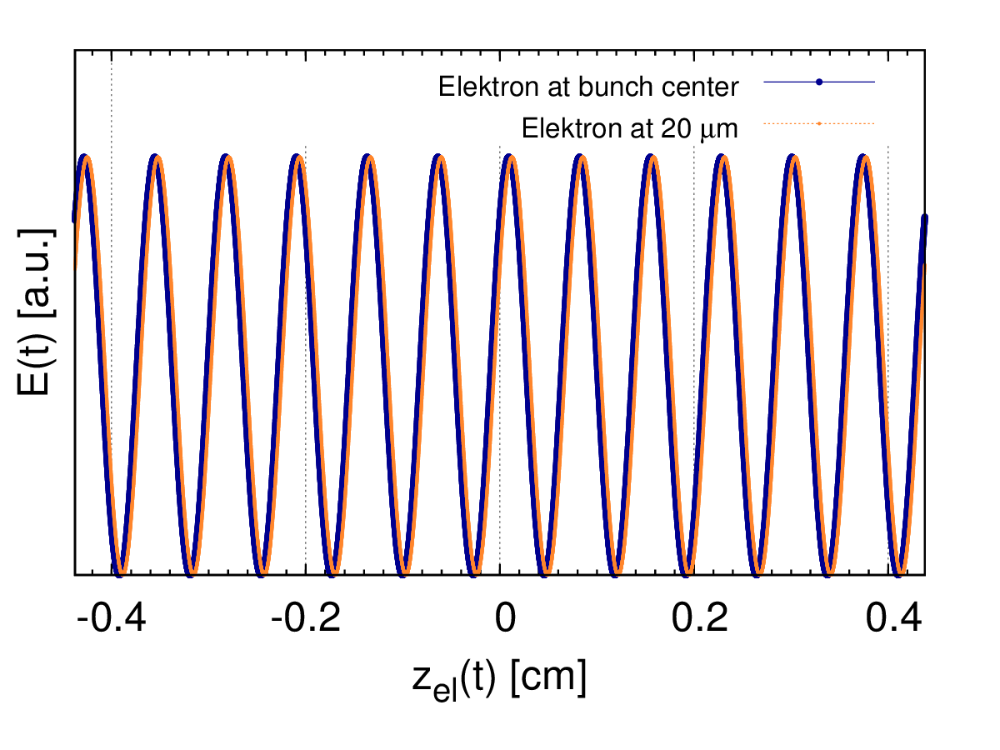 Elektron at bunch center
Elektron at 20 µm
E(t) [a.u.]
-0.4 -0.2 0 0.2 0.4
z_el(t) [cm]